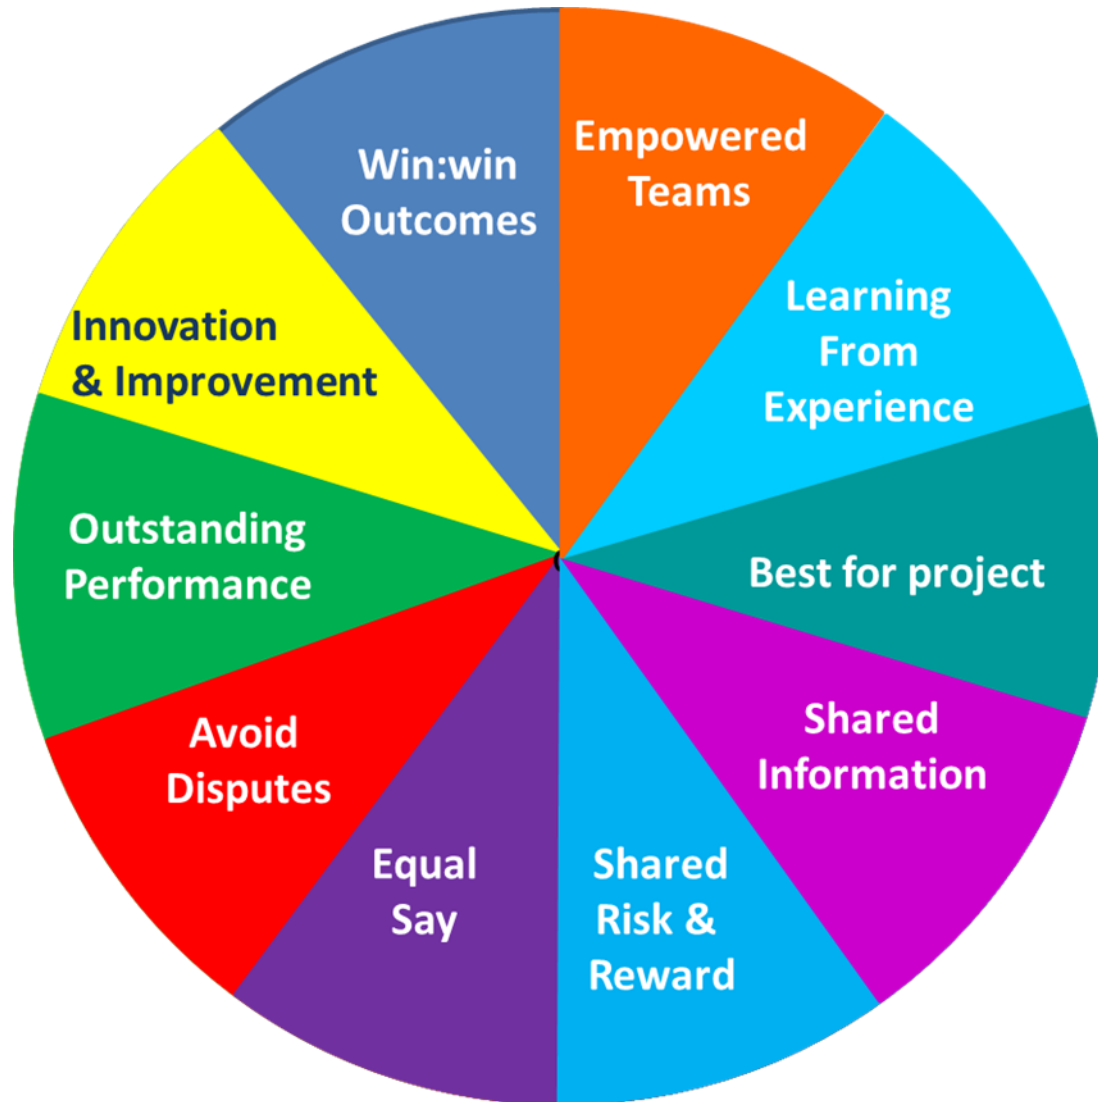 Empowered
Teams
Learning
From
Experience
Best for project
Shared
Information
Shared
Risk &
Reward
Equal
Say
Avoid
Disputes
Outstanding
Performance
Innovation
& Improvement
Win:win
Outcomes